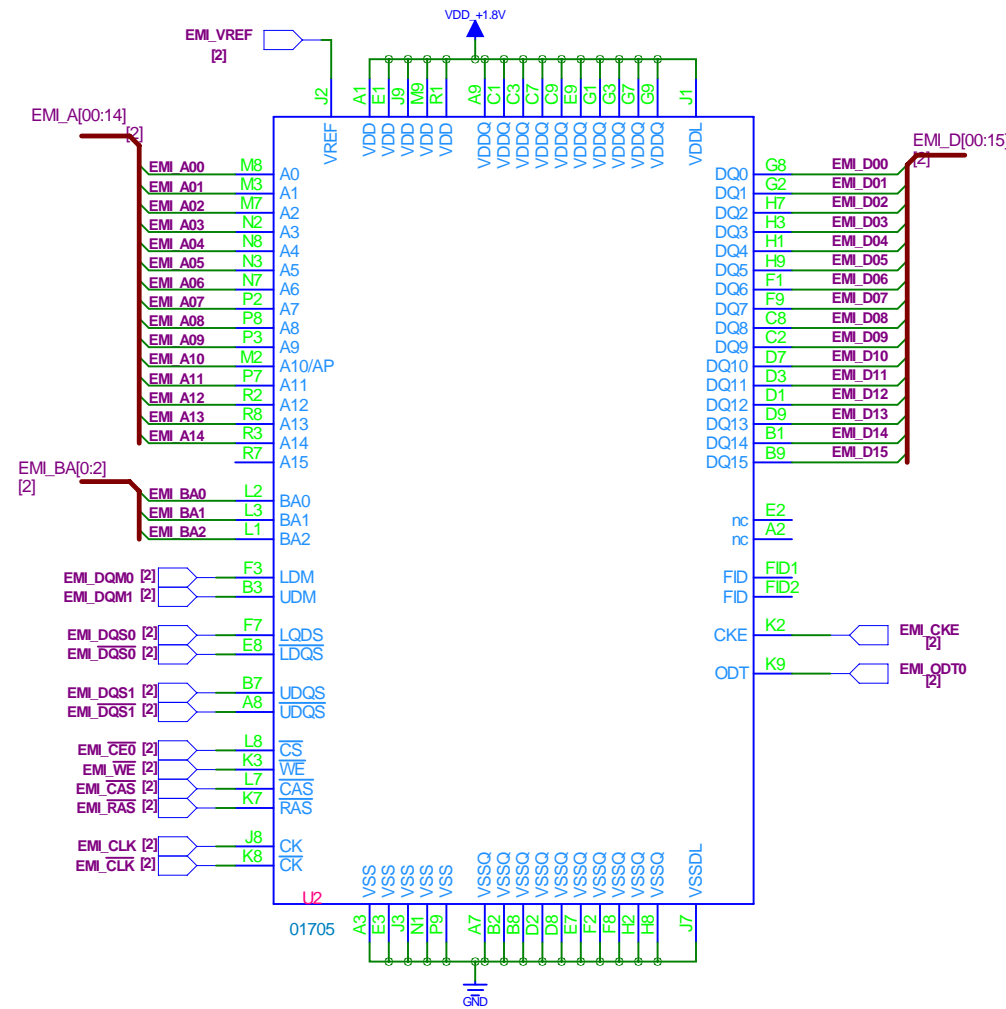 VDD_+1.8V
EMI_VREF
[2]
J2 A1 E1 J9 M9 R1 A9 C1 C3 C7 C9 E9 G1 G3 G7 G9 J1
VREF VDD VDD VDD VDD VDD VDDQ VDDQ VDDQ VDDQ VDDQ VDDQ VDDQ VDDQ VDDQ VDDQ VDDL
EMI_A[00:14]
[2]
EMI_D[00:15]
[2]
EMI_A00 M8 A0 DQ0 G8 EMI_D00
EMI_A01 M3 A1 DQ1 G2 EMI_D01
EMI_A02 M7 A2 DQ2 H7 EMI_D02
EMI_A03 N2 A3 DQ3 H3 EMI_D03
EMI_A04 N8 A4 DQ4 H1 EMI_D04
EMI_A05 N3 A5 DQ5 H9 EMI_D05
EMI_A06 N7 A6 DQ6 F1 EMI_D06
EMI_A07 P2 A7 DQ7 F9 EMI_D07
EMI_A08 P8 A8 DQ8 C8 EMI_D08
EMI_A09 P3 A9 DQ9 C2 EMI_D09
EMI_A10 M2 A10/AP DQ10 D7 EMI_D10
EMI_A11 P7 A11 DQ11 D3 EMI_D11
EMI_A12 R2 A12 DQ12 D1 EMI_D12
EMI_A13 R8 A13 DQ13 D9 EMI_D13
EMI_A14 R3 A14 DQ14 B1 EMI_D14
R7 A15 DQ15 B9 EMI_D15
EMI_BA[0:2]
[2]
EMI_BA0 L2 BA0
EMI_BA1 L3 BA1 nc E2
EMI_BA2 L1 BA2 nc A2
EMI_DQM0 [2] F3 LDM FID FID1
EMI_DQM1 [2] B3 UDM FID FID2
EMI_DQS0 [2] F7 LQDS CKE K2 EMI_CKE
[2]
EMI_DQS0 [2] E8 LDQS
ODT K9 EMI_ODT0
[2]
EMI_DQS1 [2] B7 UDQS
EMI_DQS1 [2] A8 UDQS
EMI_CE0 [2] L8 CS
EMI_WE [2] K3 WE
EMI_CAS [2] L7 CAS
EMI_RAS [2] K7 RAS
EMI_CLK [2] J8 CK
EMI_CLK [2] K8 CK
VSS VSS VSS VSS VSS VSSQ VSSQ VSSQ VSSQ VSSQ VSSQ VSSQ VSSQ VSSQ VSSQ VSSDL
U2
01705
A3 E3 J3 N1 P9 A7 B2 B8 D2 D8 E7 F2 F8 H2 H8 J7
GND